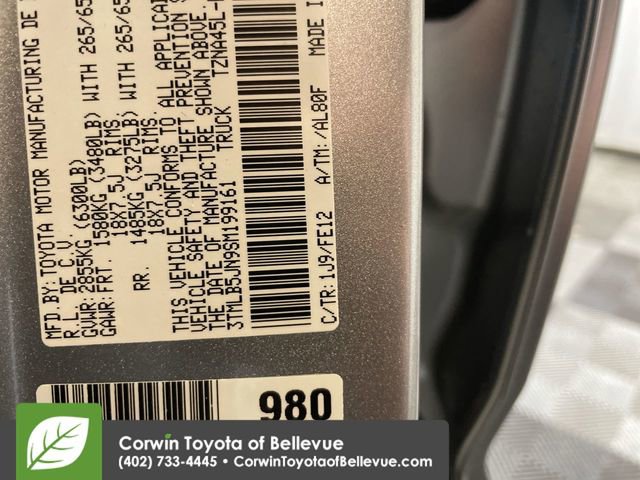 MFD.BY:TOYOTA MOTOR MANUFACTURING DE
R.L. DE C.V.
GVWR: 2855KG (6300LB)
GAWR: FRT. 1580KG (3480LB) WITH 265/65
18X7.5J RIMS.
RR. 1485KG (3275LB) WITH 265/65
18X7.5J RIMS.
THIS VEHICLE CONFORMS TO ALL APPLICA
VEHICLE SAFETY AND THEFT PREVENTION
THE DATE OF MANUFACTURE SHOWN ABOVE.
3TMLB5JN9SM199161 TRUCK TZNA45L-
C/TR:1J9/FE12 A/TM: /AL80F MADE I
980
Corwin Toyota of Bellevue
(402) 733-4445 • CorwinToyotaofBellevue.com